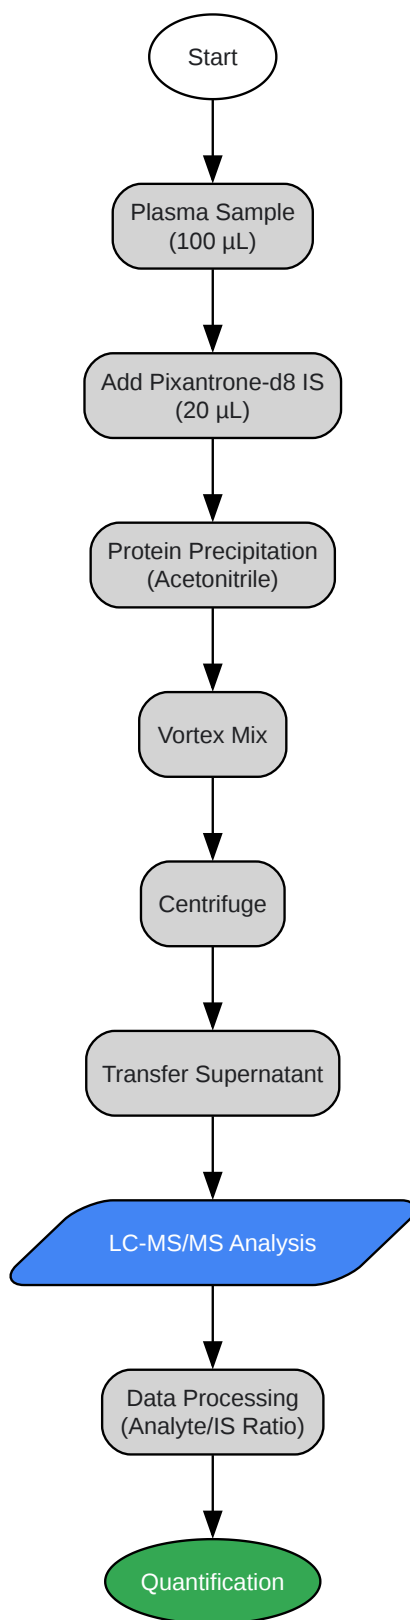 Start
Plasma Sample
(100 µL)
Add Pixantrone-d8 IS
(20 µL)
Protein Precipitation
(Acetonitrile)
Vortex Mix
Centrifuge
Transfer Supernatant
LC-MS/MS Analysis
Data Processing
(Analyte/IS Ratio)
Quantification